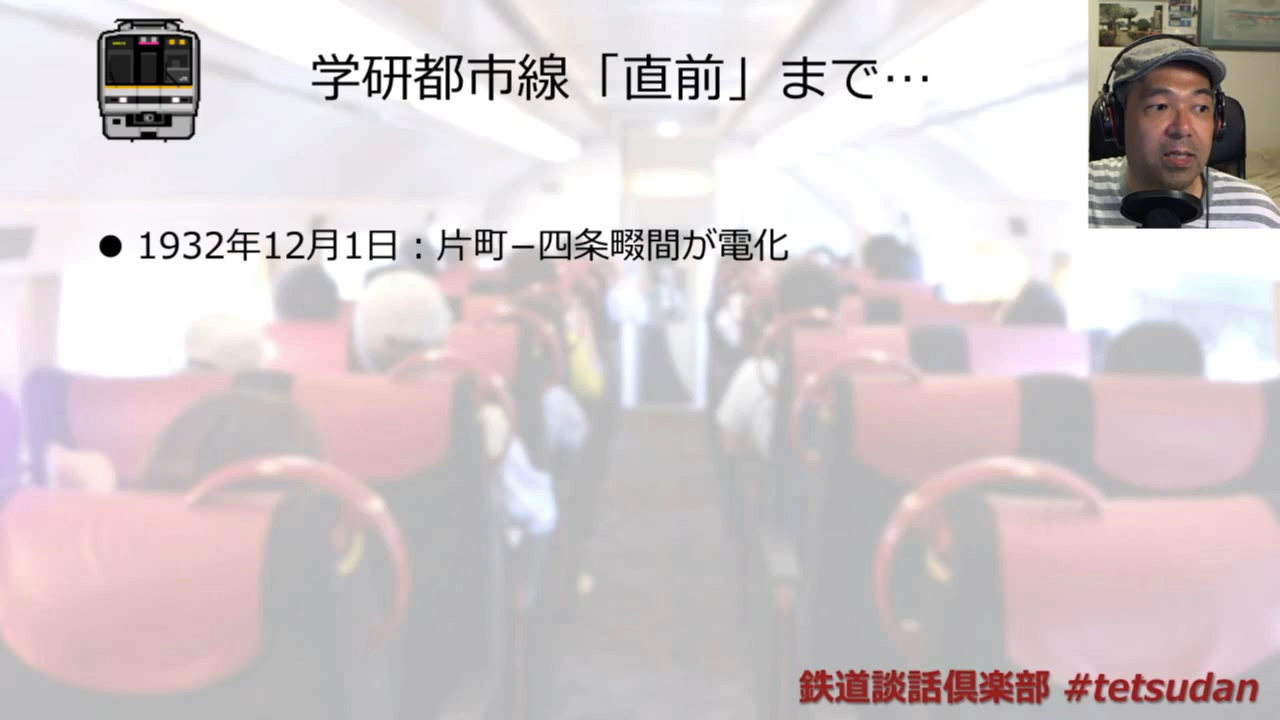 学研都市線「直前」まで…
● 1932年12月1日：片町−四条畷間が電化
鉄道談話倶楽部 #tetsudan